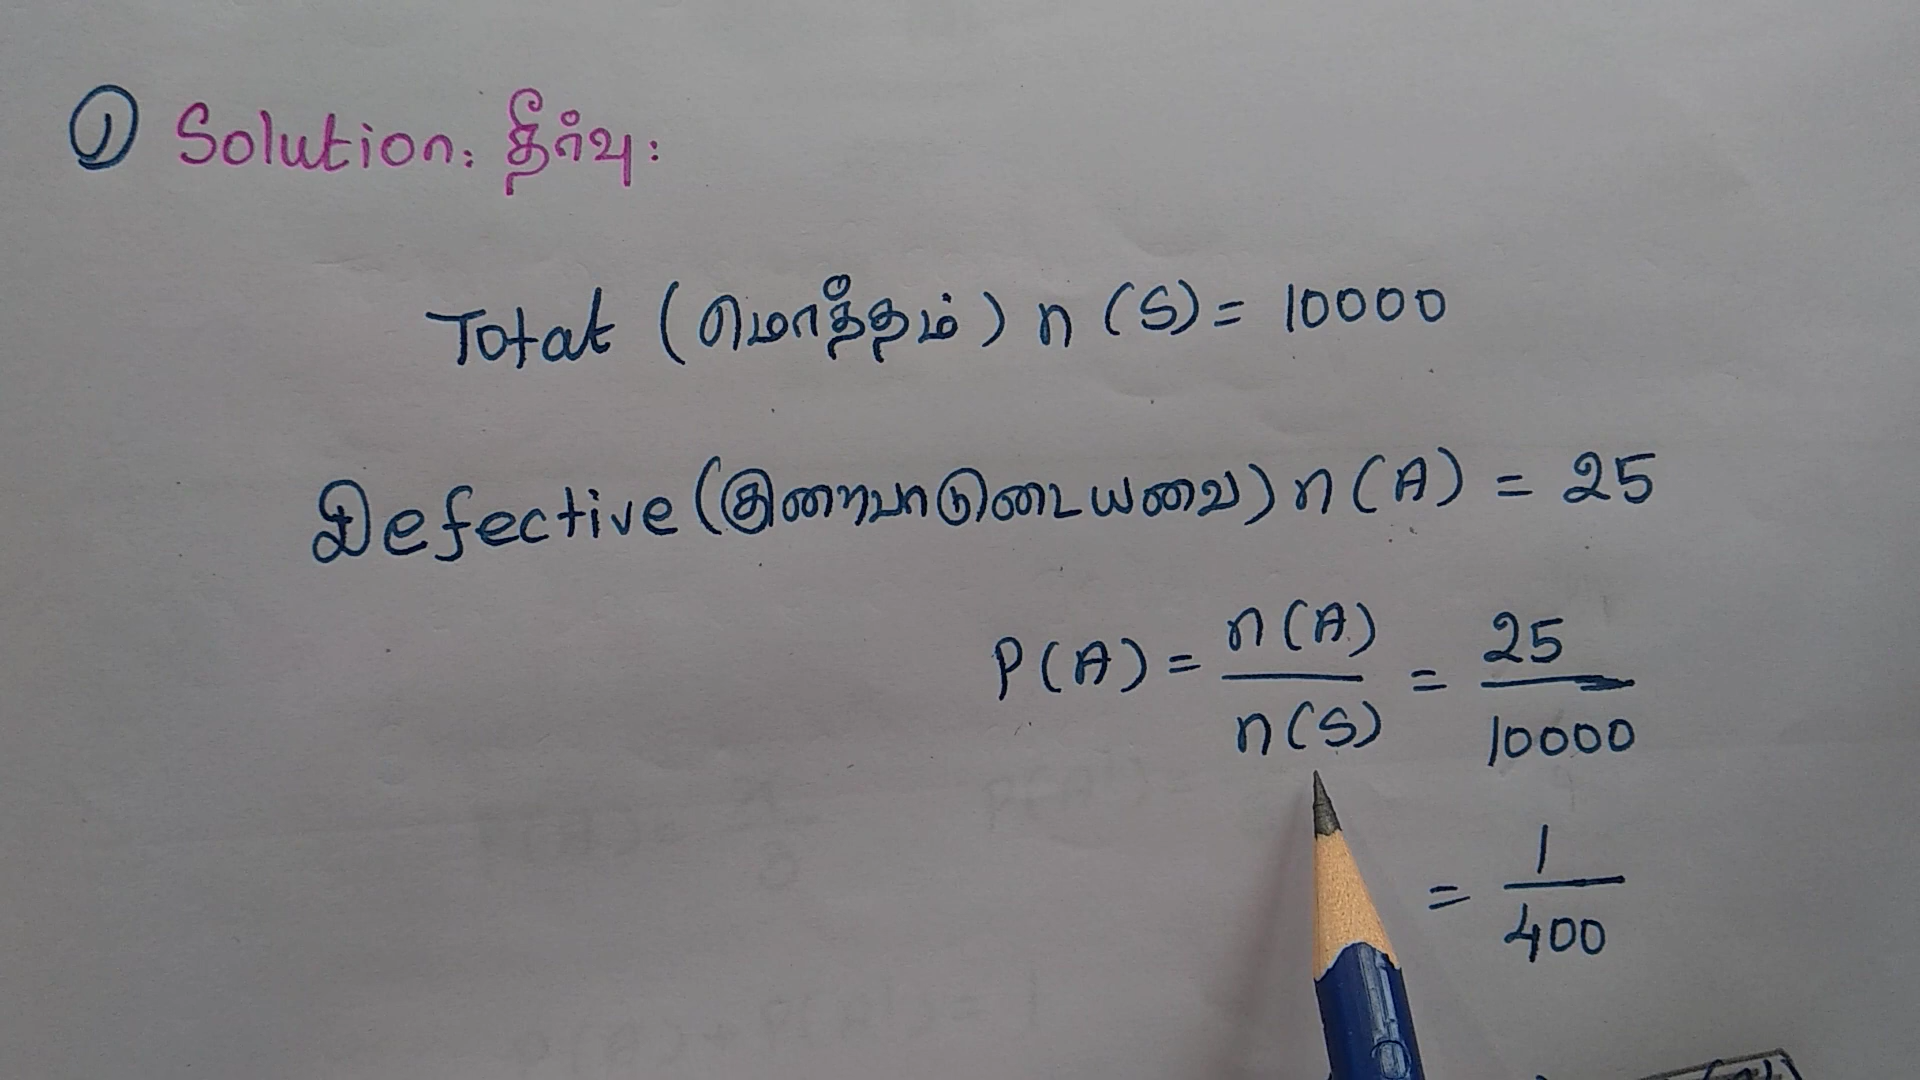 ① Solution: தீர்வு:
Total (மொத்தம்) n (S) = 10000
Defective (குறைபாடுடையவை) n (A) = 25
P(A) = n(A) / n(S) = 25 / 10000
= 1 / 400